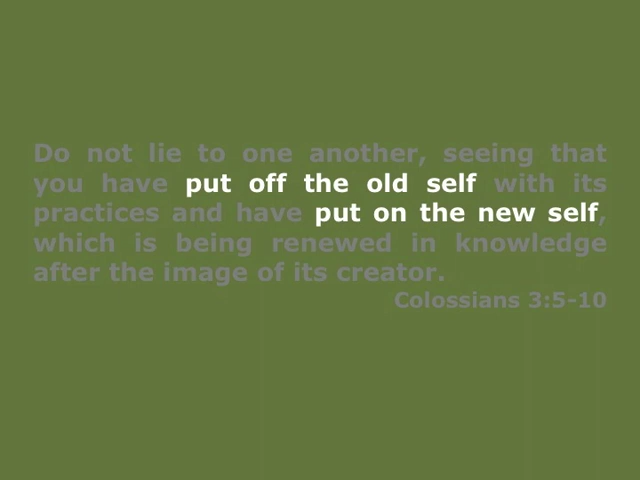 Do not lie to one another, seeing that
you have put off the old self with its
practices and have put on the new self,
which is being renewed in knowledge
after the image of its creator.
Colossians 3:5-10